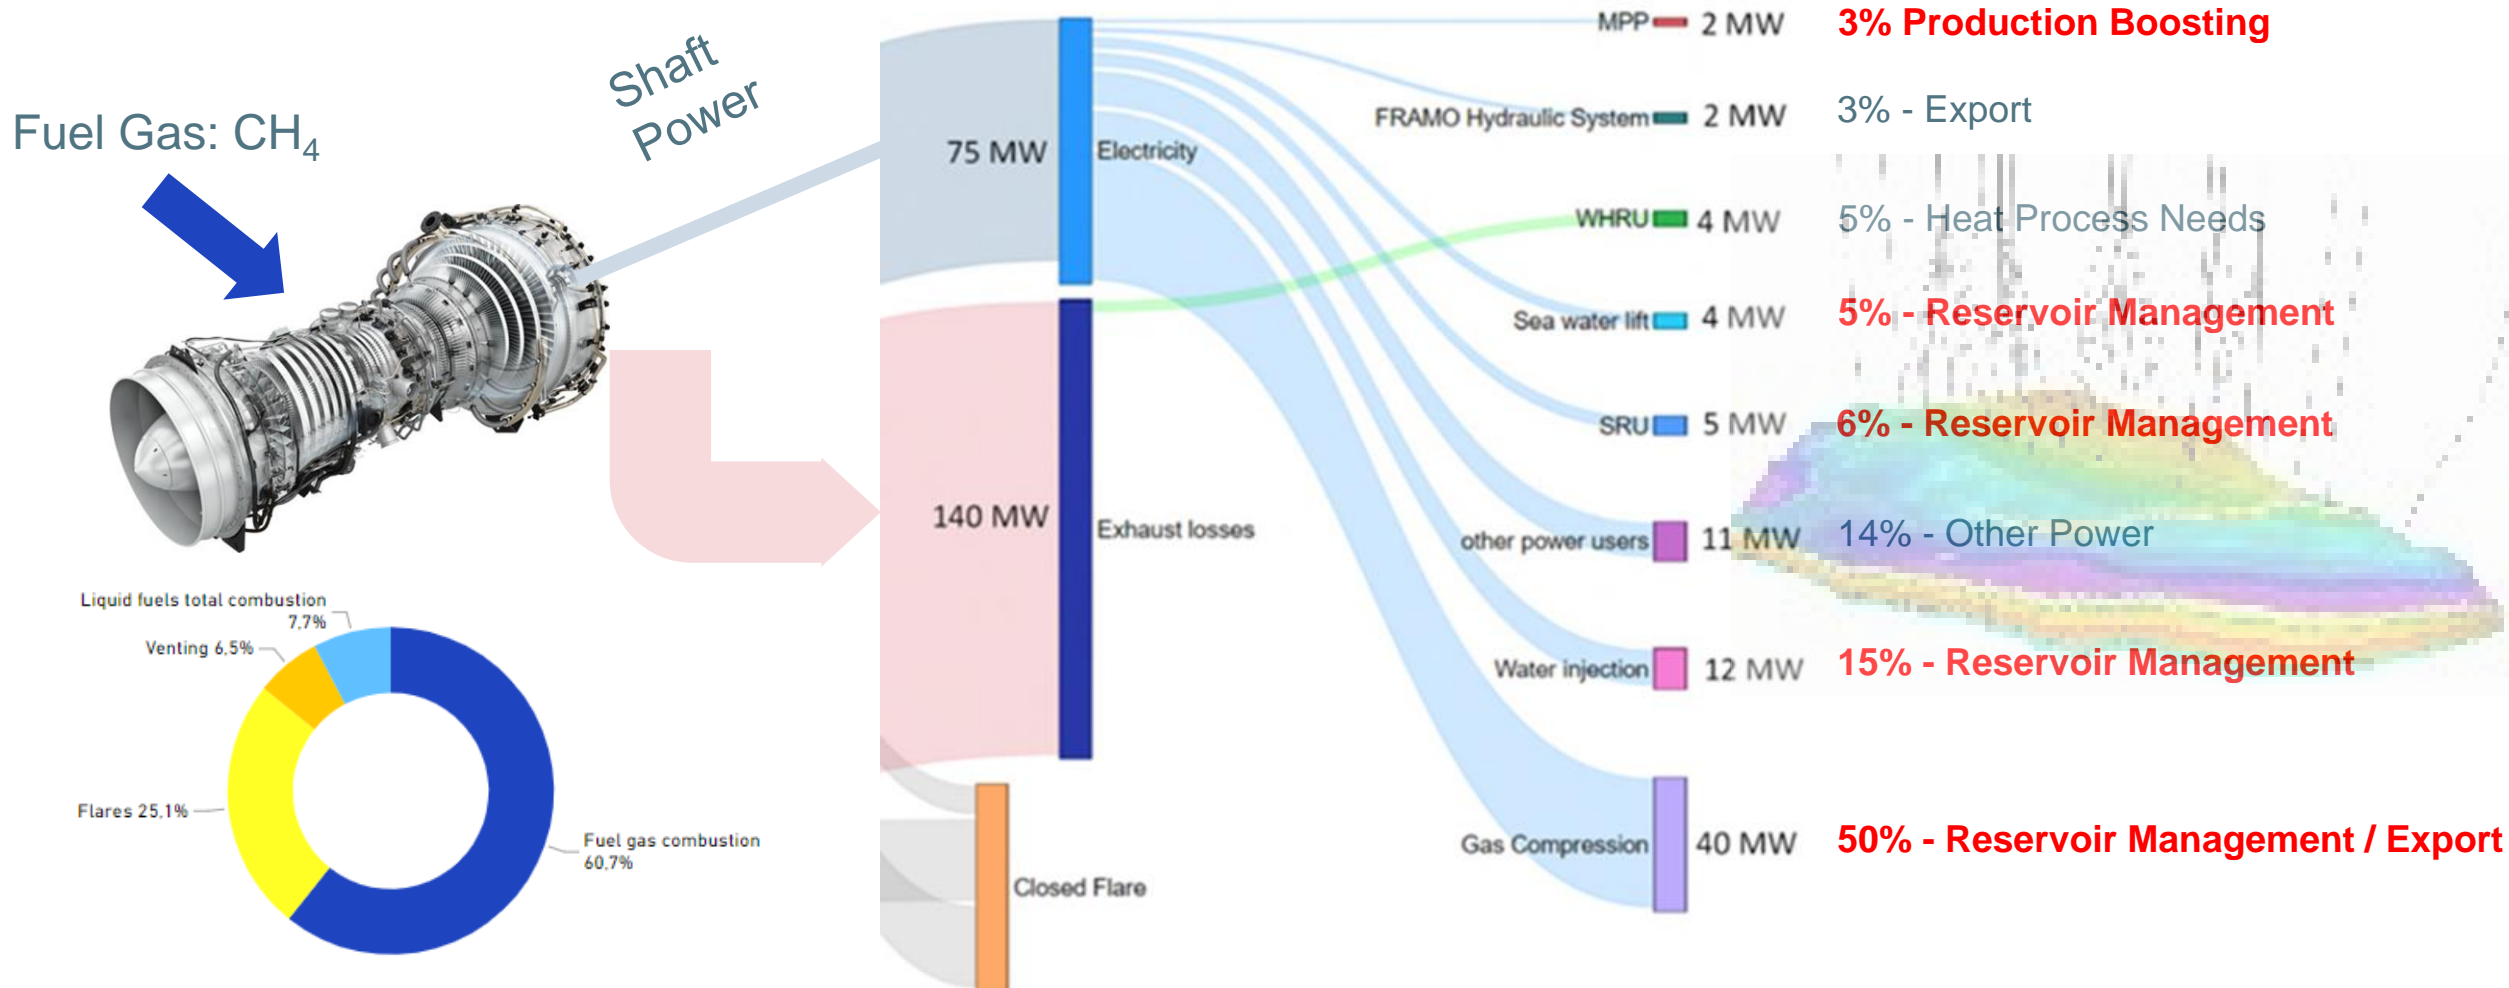 Fuel Gas: CH₄
Shaft
Power
75 MW
Electricity
140 MW
Exhaust losses
Closed Flare
MPP 2 MW 3% Production Boosting
FRAMO Hydraulic System 2 MW 3% - Export
WHRU 4 MW 5% - Heat Process Needs
Sea water lift 4 MW 5% - Reservoir Management
SRU 5 MW 6% - Reservoir Management
other power users 11 MW 14% - Other Power
Water injection 12 MW 15% - Reservoir Management
Gas Compression 40 MW 50% - Reservoir Management / Export
Liquid fuels total combustion
7,7%
Venting 6,5%
Flares 25,1%
Fuel gas combustion
60,7%